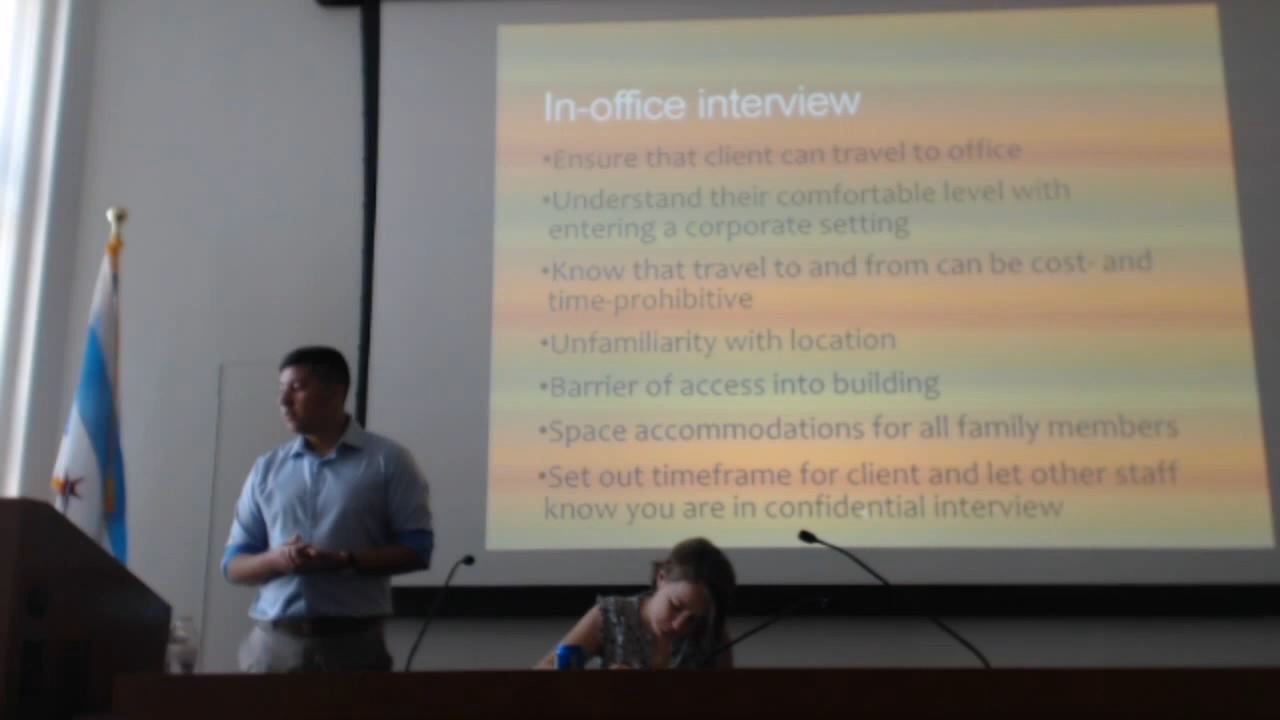 In-office interview
•Ensure that client can travel to office
•Understand their comfortable level with
entering a corporate setting
•Know that travel to and from can be cost- and
time-prohibitive
•Unfamiliarity with location
•Barrier of access into building
•Space accommodations for all family members
•Set out timeframe for client and let other staff
know you are in confidential interview